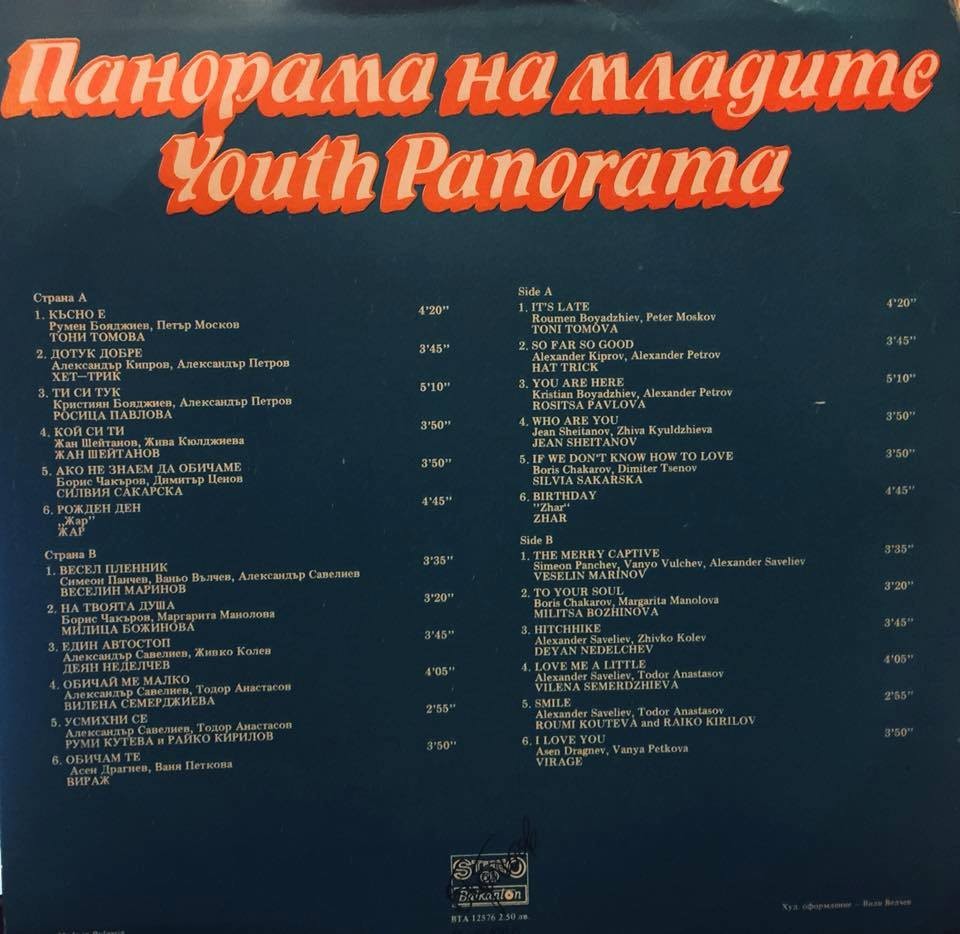 Панорама на младите
Youth Panorama
Страна А
1. КЪСНО Е 4'20"
Румен Бояджиев, Петър Москов
ТОНИ ТОМОВА
2. ДОТУК ДОБРЕ 3'45"
Александър Кипров, Александър Петров
ХЕТ—ТРИК
3. ТИ СИ ТУК 5'10"
Кристиян Бояджиев, Александър Петров
РОСИЦА ПАВЛОВА
4. КОЙ СИ ТИ 3'50"
Жан Шейтанов, Жива Кюлджиева
ЖАН ШЕЙТАНОВ
5. АКО НЕ ЗНАЕМ ДА ОБИЧАМЕ 3'50"
Борис Чакъров, Димитър Ценов
СИЛВИЯ САКАРСКА
6. РОЖДЕН ДЕН 4'45"
„Жар"
ЖАР
Страна В
1. ВЕСЕЛ ПЛЕННИК 3'35"
Симеон Панчев, Ваньо Вълчев, Александър Савелиев
ВЕСЕЛИН МАРИНОВ
2. НА ТВОЯТА ДУША 3'20"
Борис Чакъров, Маргарита Манолова
МИЛИЦА БОЖИНОВА
3. ЕДИН АВТОСТОП 3'45"
Александър Савелиев, Живко Колев
ДЕЯН НЕДЕЛЧЕВ
4. ОБИЧАЙ МЕ МАЛКО 4'05"
Александър Савелиев, Тодор Анастасов
ВИЛЕНА СЕМЕРДЖИЕВА
5. УСМИХНИ СЕ 2'55"
Александър Савелиев, Тодор Анастасов
РУМИ КУТЕВА и РАЙКО КИРИЛОВ
6. ОБИЧАМ ТЕ 3'50"
Асен Драгнев, Ваня Петкова
ВИРАЖ
Side A
1. IT'S LATE 4'20"
Roumen Boyadzhiev, Peter Moskov
TONI TOMOVA
2. SO FAR SO GOOD 3'45"
Alexander Kiprov, Alexander Petrov
HAT TRICK
3. YOU ARE HERE 5'10"
Kristian Boyadzhiev, Alexander Petrov
ROSITSA PAVLOVA
4. WHO ARE YOU 3'50"
Jean Sheitanov, Zhiva Kyuldzhieva
JEAN SHEITANOV
5. IF WE DON'T KNOW HOW TO LOVE 3'50"
Boris Chakarov, Dimiter Tsenov
SILVIA SAKARSKA
6. BIRTHDAY 4'45"
"Zhar"
ZHAR
Side B
1. THE MERRY CAPTIVE 3'35"
Simeon Panchev, Vanyo Vulchev, Alexander Saveliev
VESELIN MARINOV
2. TO YOUR SOUL 3'20"
Boris Chakarov, Margarita Manolova
MILITSA BOZHINOVA
3. HITCHHIKE 3'45"
Alexander Saveliev, Zhivko Kolev
DEYAN NEDELCHEV
4. LOVE ME A LITTLE 4'05"
Alexander Saveliev, Todor Anastasov
VILENA SEMERDZHIEVA
5. SMILE 2'55"
Alexander Saveliev, Todor Anastasov
ROUMI KOUTEVA and RAIKO KIRILOV
6. I LOVE YOU 3'50"
Asen Dragnev, Vanya Petkova
VIRAGE
STEREO
Balkanton
ВТА 12576 2.50 лв.
Худ. оформление — Вили Велчев